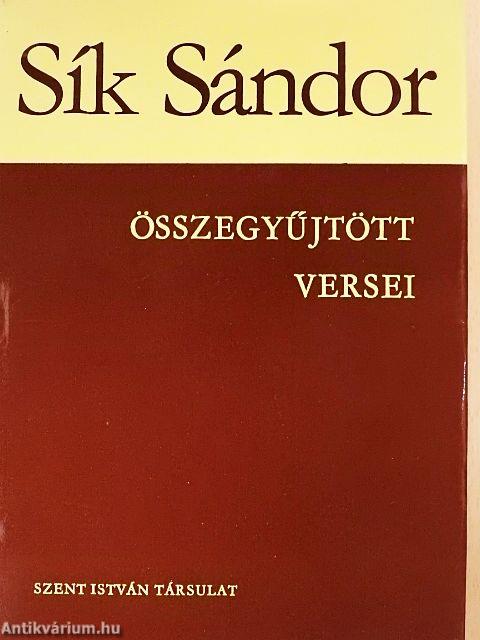 Sík Sándor
ÖSSZEGYŰJTÖTT
VERSEI
SZENT ISTVÁN TÁRSULAT
Antikvárium.hu